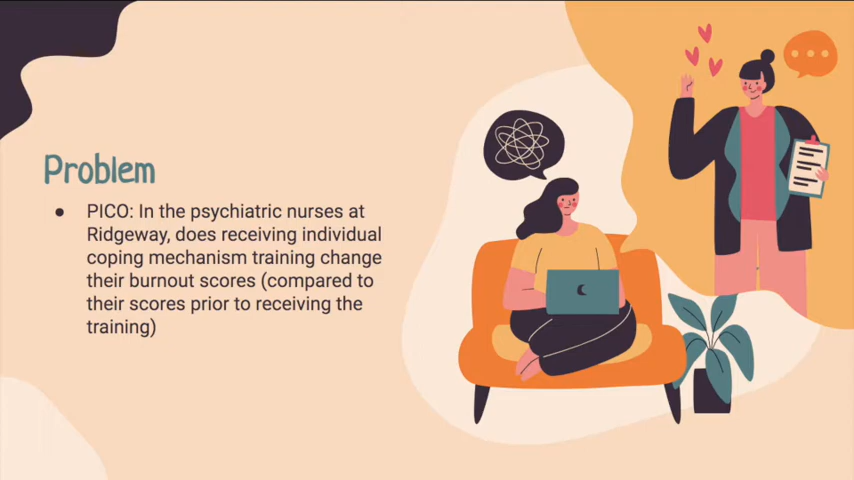 Problem
● PICO: In the psychiatric nurses at
Ridgeway, does receiving individual
coping mechanism training change
their burnout scores (compared to
their scores prior to receiving the
training)